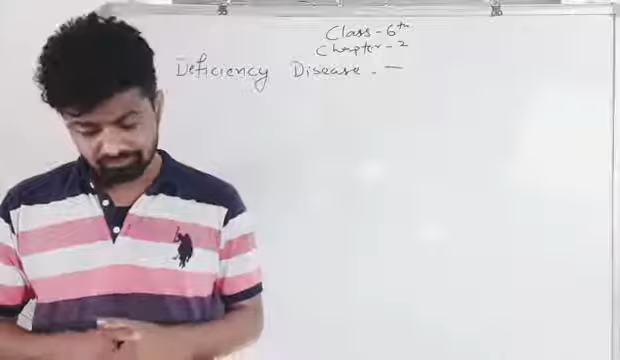 Class - 6th
Chapter - 2
Deficiency Disease. -